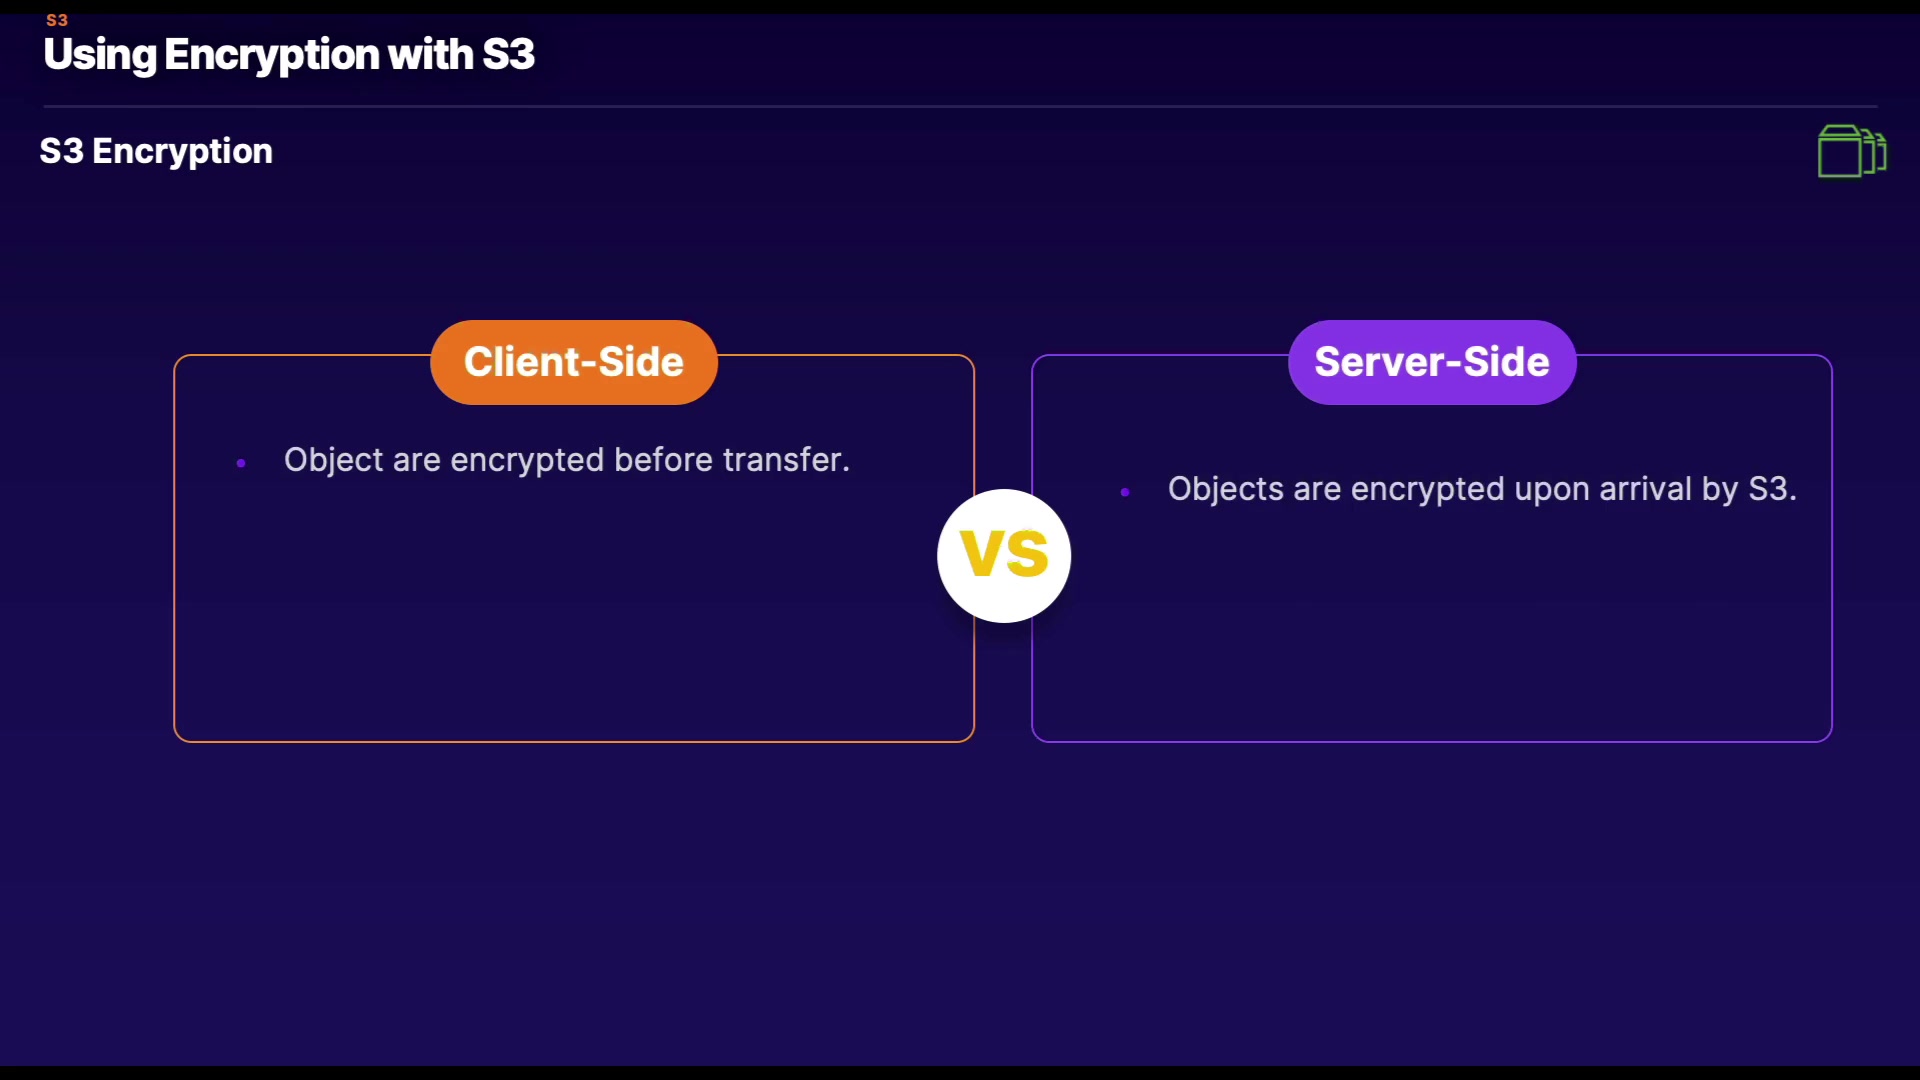 S3
Using Encryption with S3
S3 Encryption
Client-Side
• Object are encrypted before transfer.
VS
Server-Side
• Objects are encrypted upon arrival by S3.